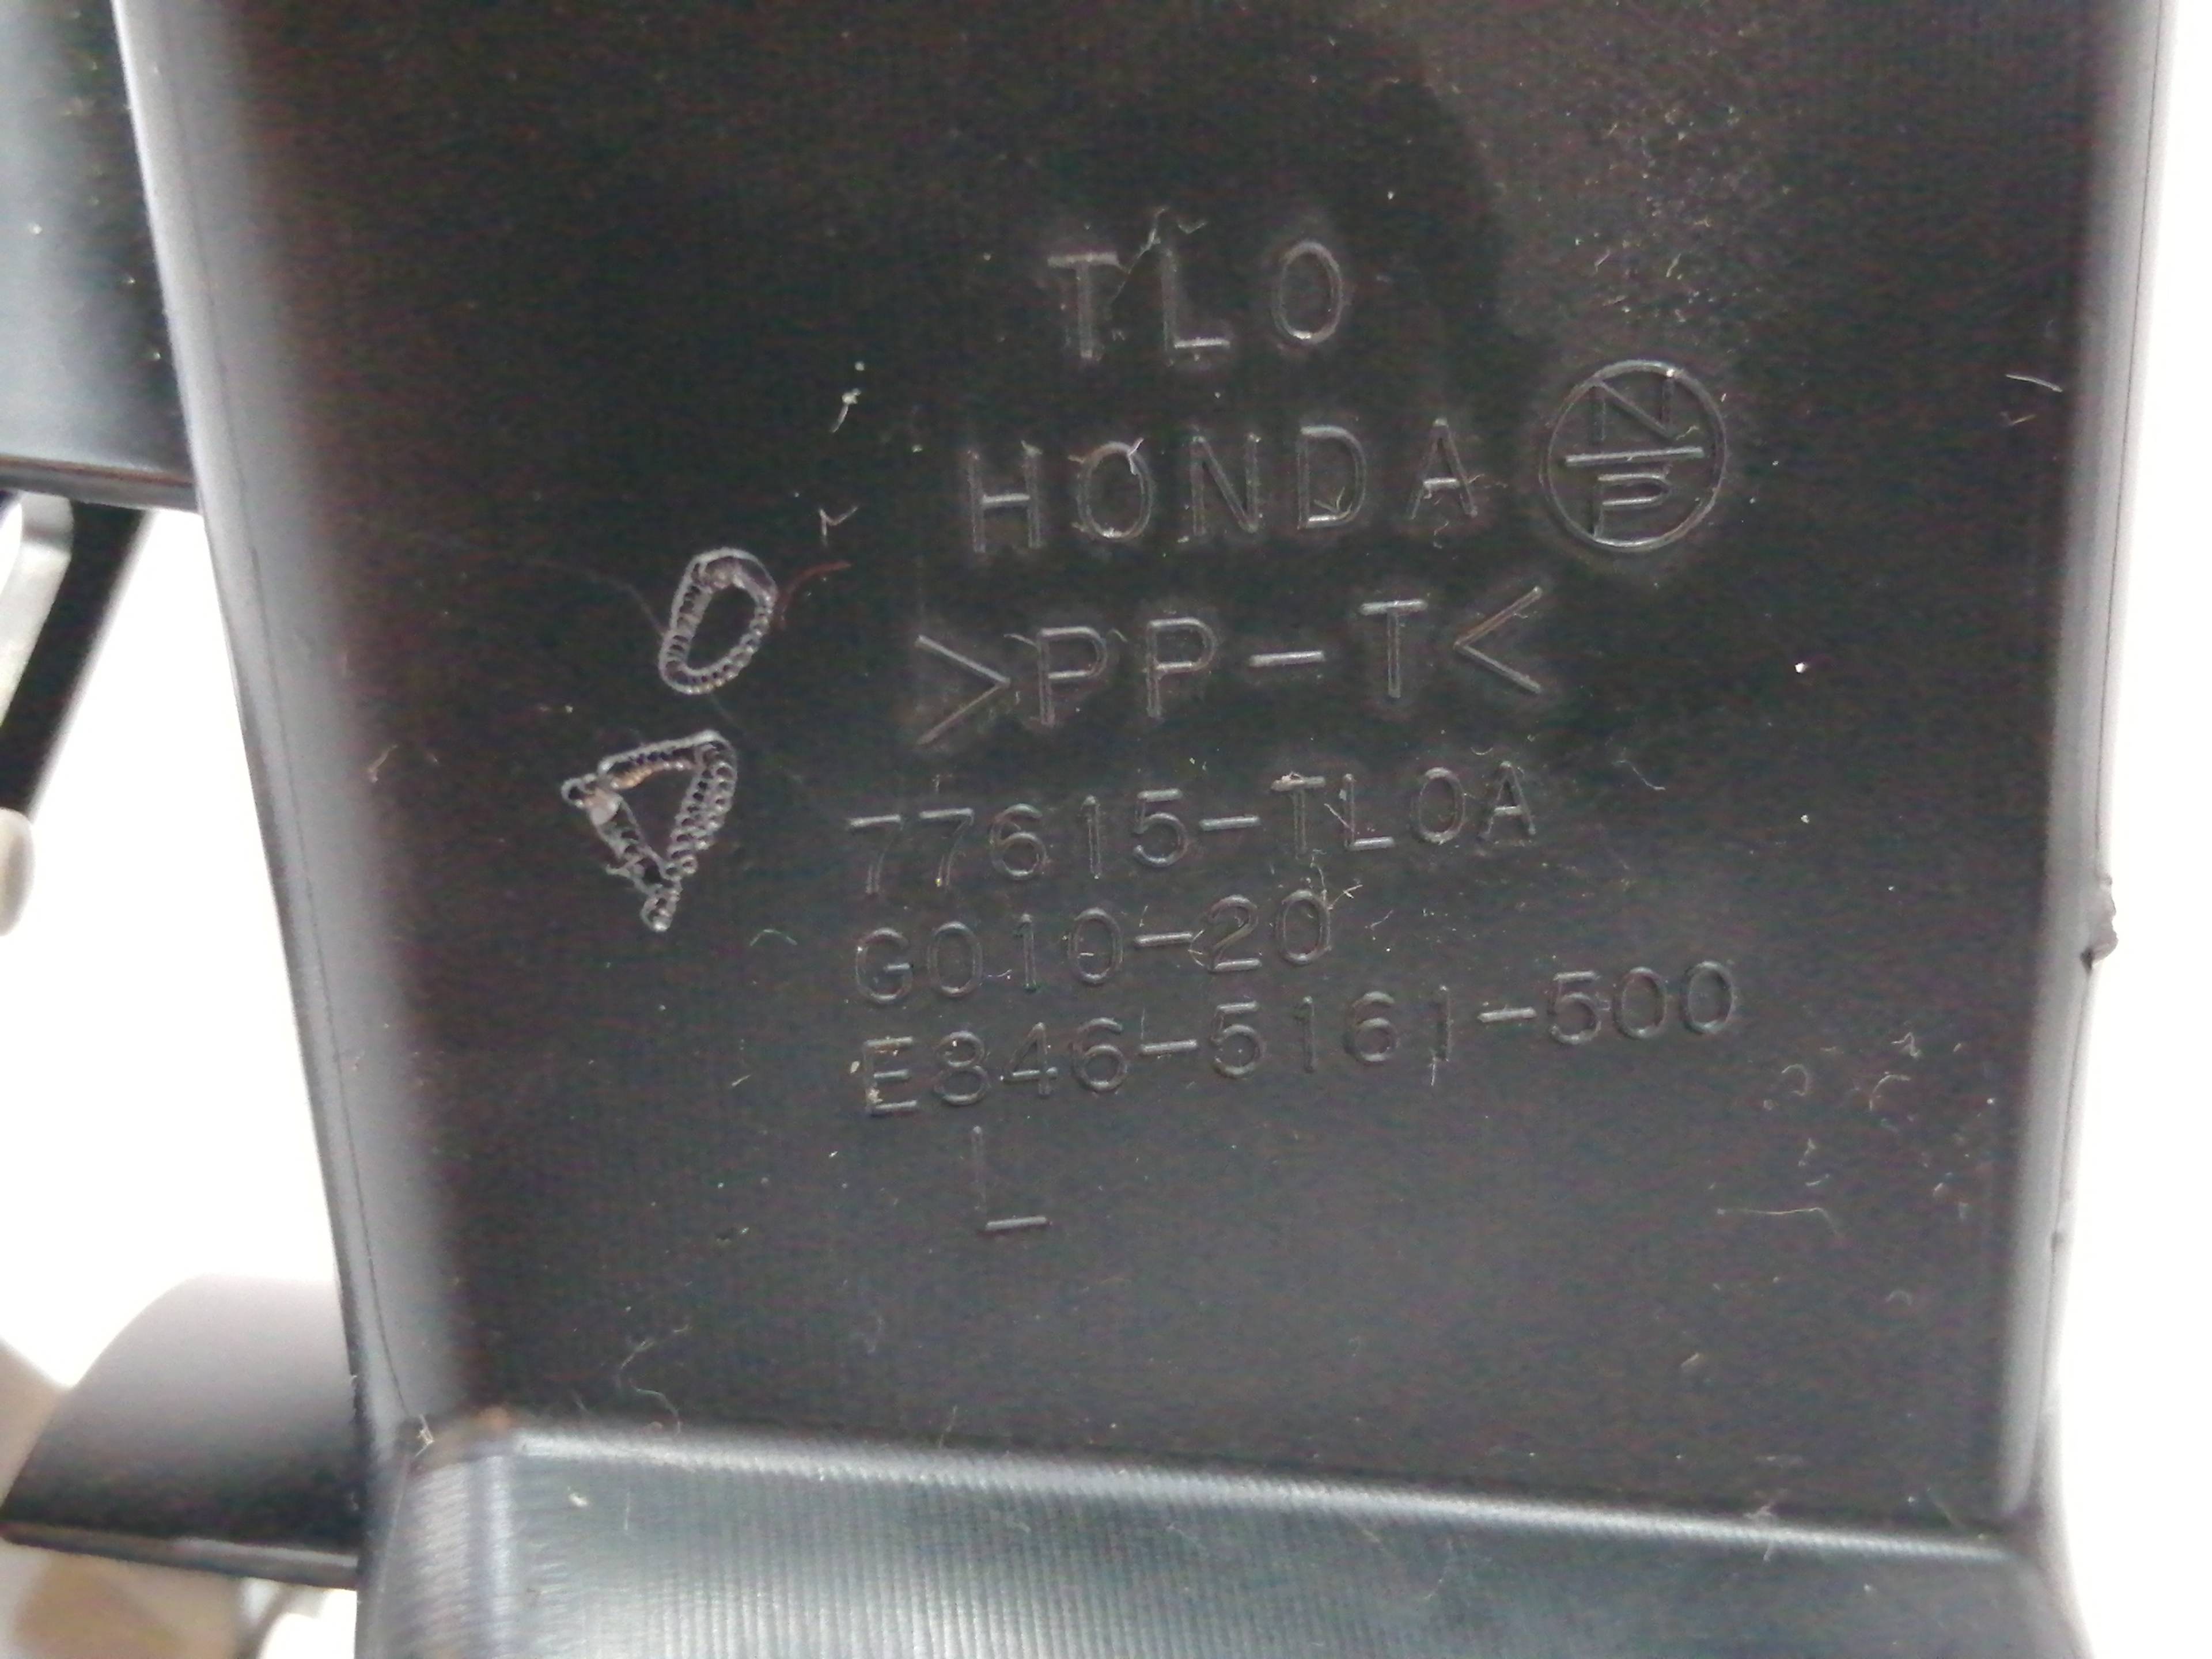 TL0
HONDA N P
>PP-T<
77615-TL0A
G010-20
E846-5161-500
L